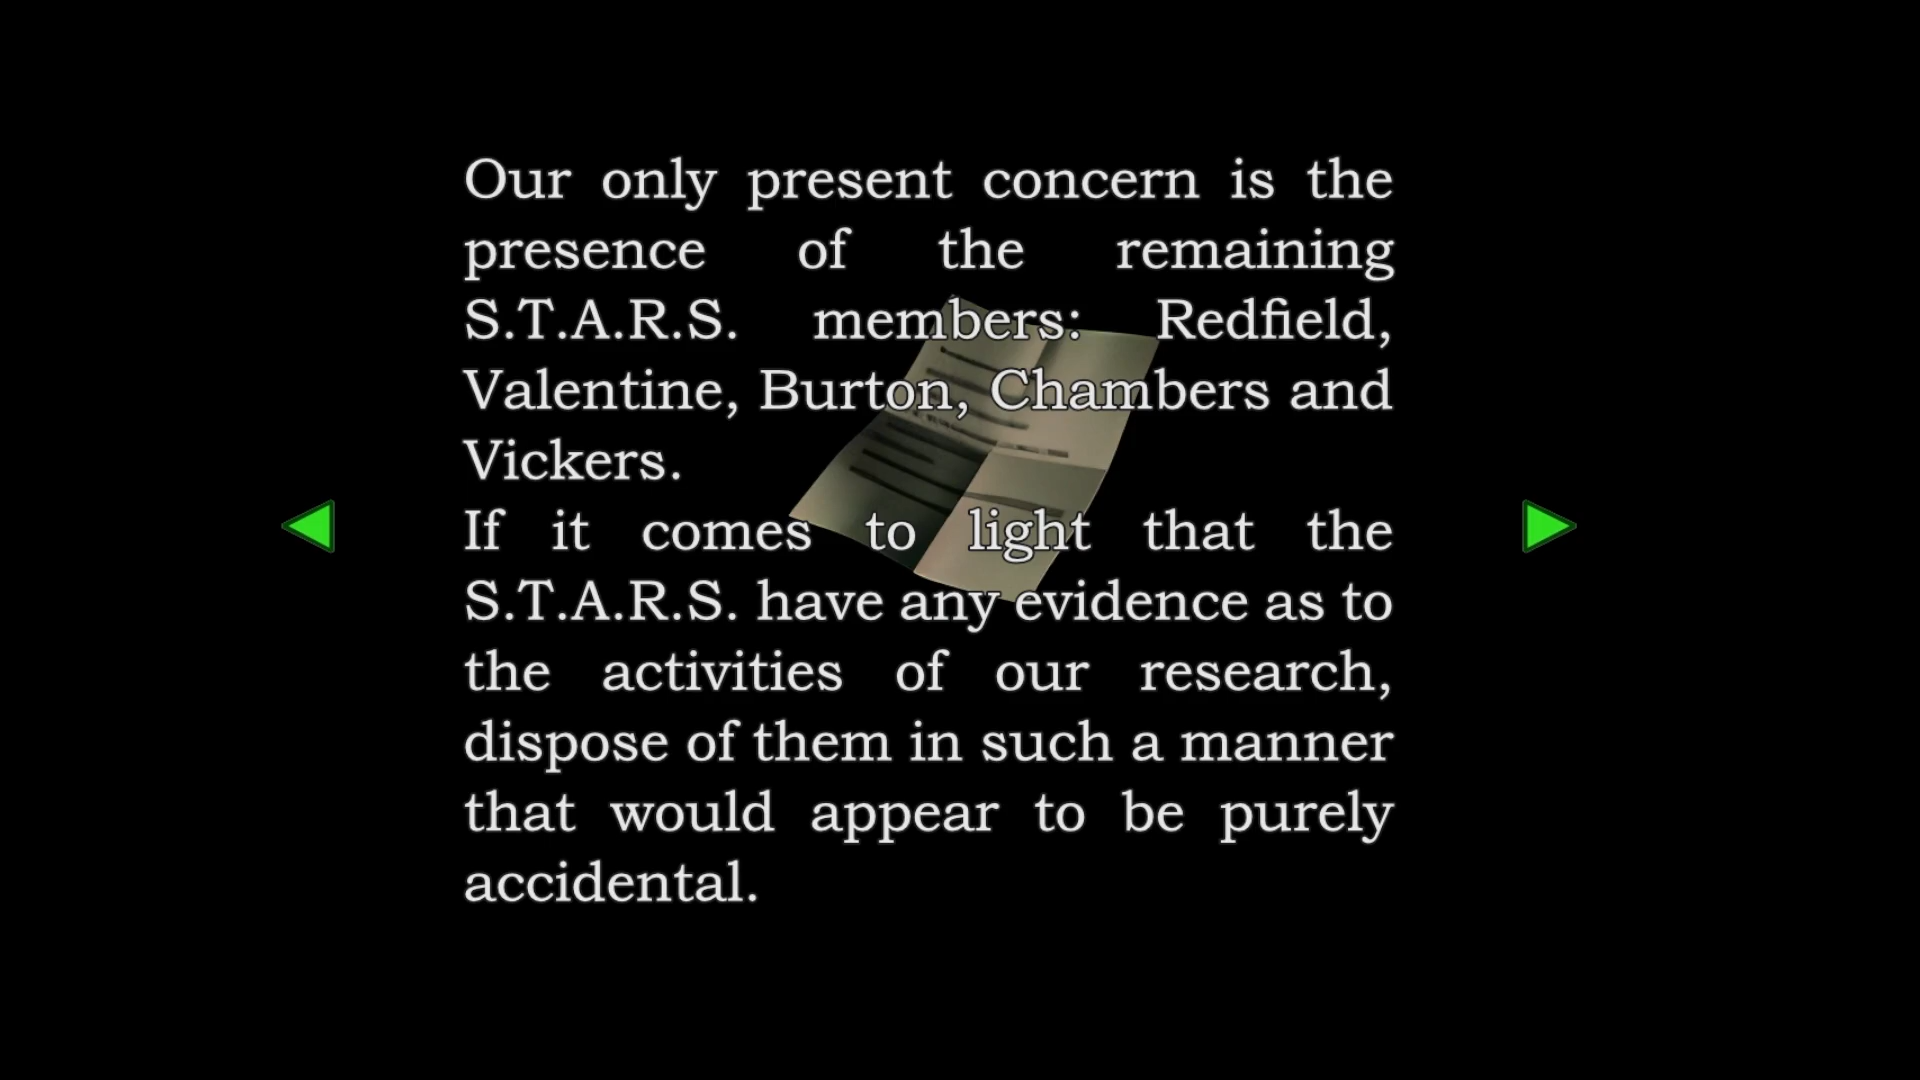 Our only present concern is the
presence of the remaining
S.T.A.R.S. members: Redfield,
Valentine, Burton, Chambers and
Vickers.
If it comes to light that the
S.T.A.R.S. have any evidence as to
the activities of our research,
dispose of them in such a manner
that would appear to be purely
accidental.